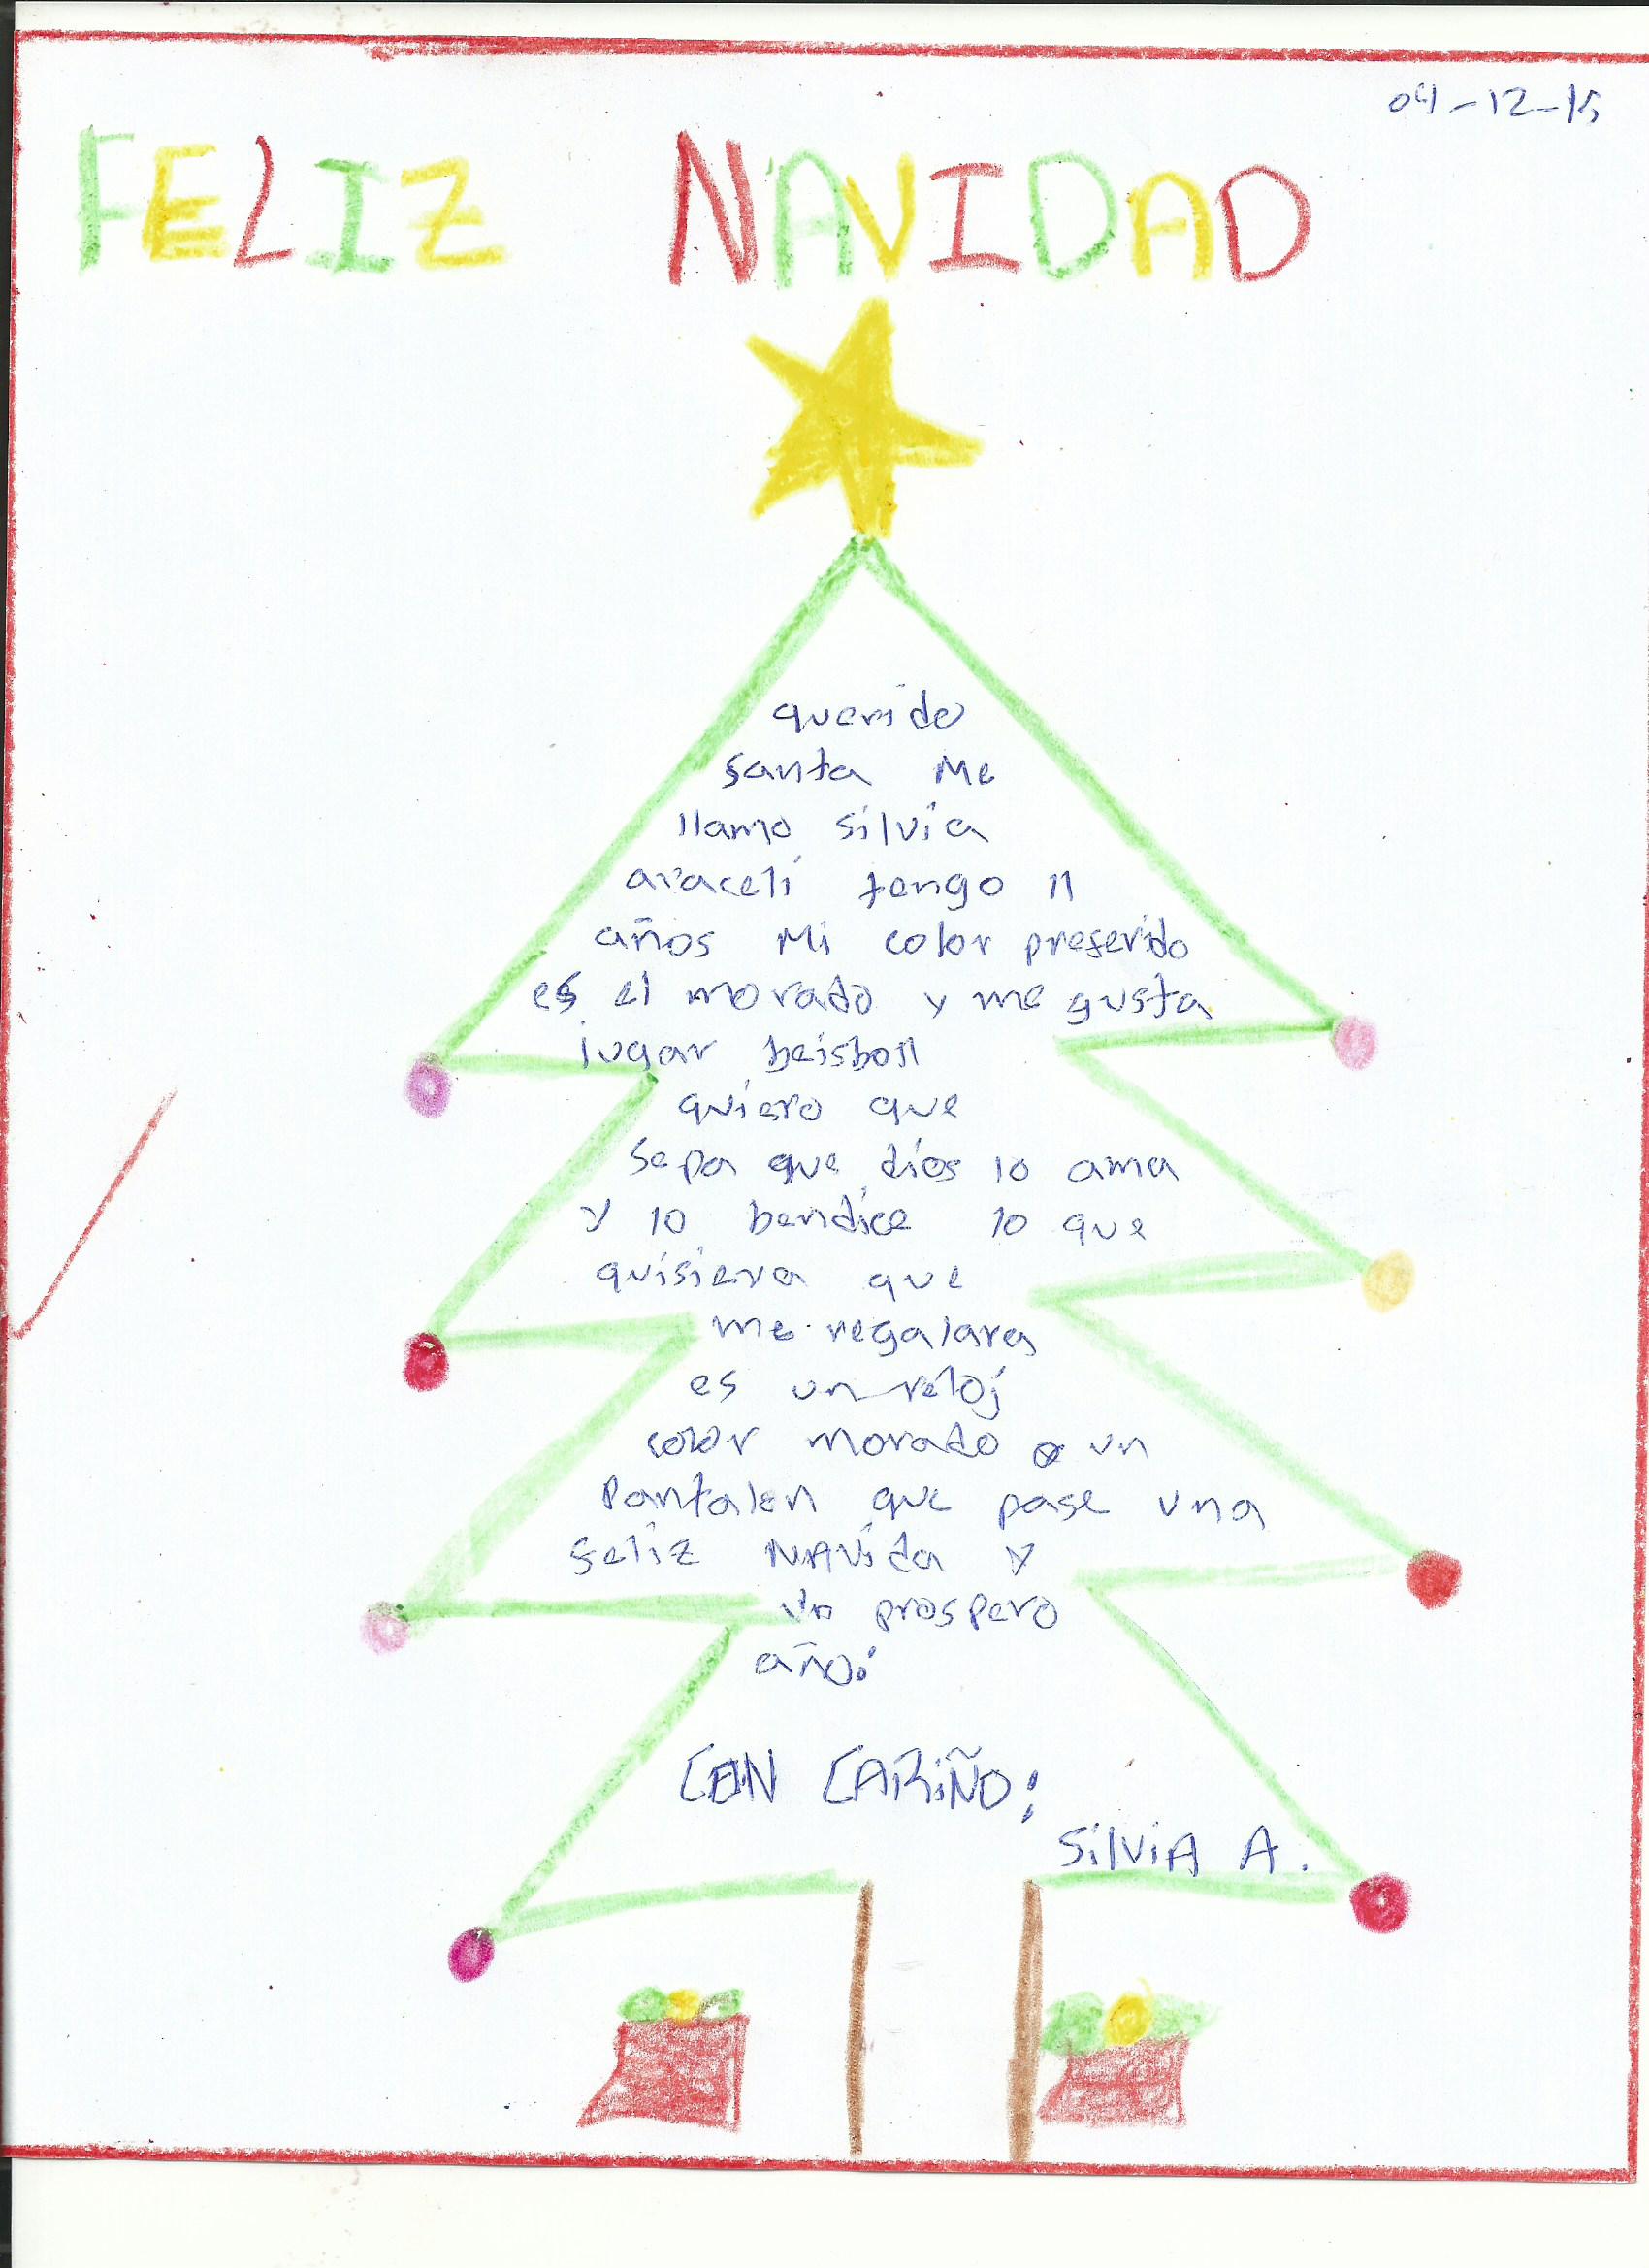 04-12-15
FELIZ NAVIDAD
querido
santa Me
llamo silvia
araceli tengo 11
años Mi color preferido
es el morado y me gusta
jugar beisboll
quiero que
sepa que dios lo ama
y lo bendice lo que
quisiera que
me regalara
es un reloj
color morado o un
Pantalon que pase una
feliz NAVida y
un prospero
año:
CON CARIÑO:
SilviA A.